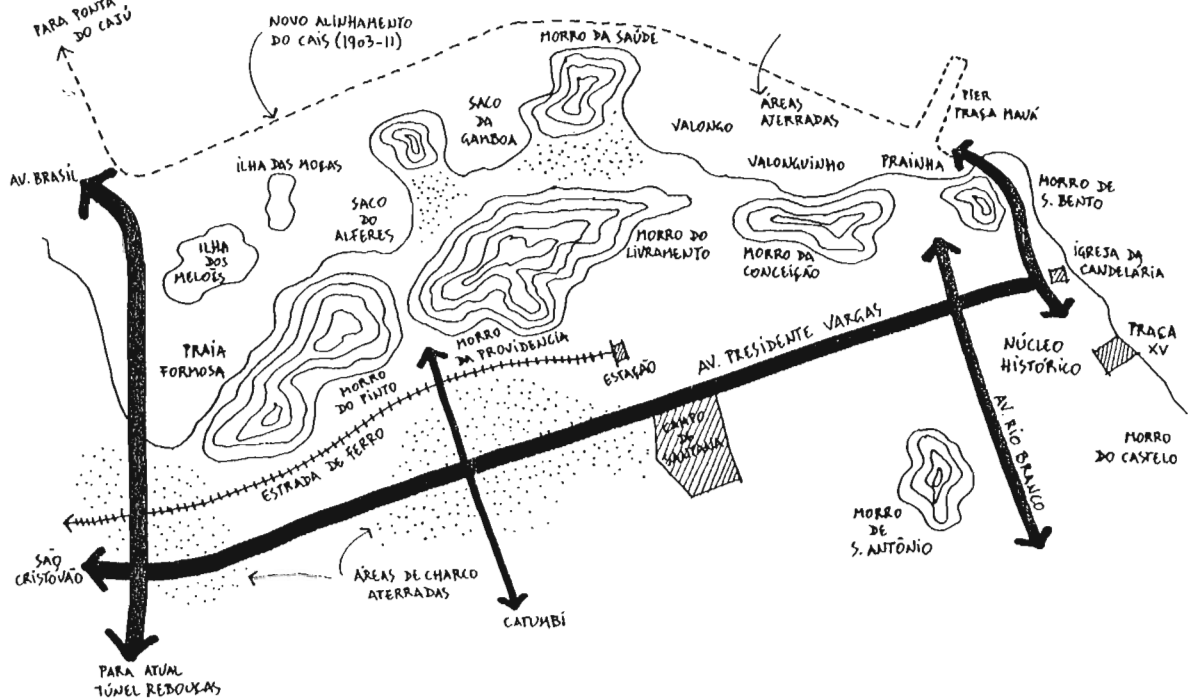 PARA PONTA
DO CAJÚ
NOVO ALINHAMENTO
DO CAIS (1903-11)
MORRO DA SAÚDE
SACO
DA
GAMBOA
VALONGO
ÁREAS
ATERRADAS
PIER
PRAÇA MAUÁ
AV. BRASIL
ILHA DAS MOÇAS
VALONGUINHO
PRAINHA
MORRO DE
S. BENTO
SACO
DO
ALFERES
ILHA
DOS
MELÕES
MORRO DO
LIVRAMENTO
MORRO DA
CONCEIÇÃO
IGREJA DA
CANDELÁRIA
PRAIA
FORMOSA
MORRO
DA PROVIDENCIA
MORRO
DO PINTO
ESTAÇÃO
AV. PRESIDENTE VARGAS
NÚCLEO
HISTÓRICO
PRAÇA
XV
ESTRADA DE FERRO
CAMPO
DE
SANTANA
AV. RIO BRANCO
MORRO
DO CASTELO
MORRO
DE
S. ANTÔNIO
SÃO
CRISTOVÃO
ÁREAS DE CHARCO
ATERRADAS
CATUMBÍ
PARA ATUAL
TÚNEL REBOUÇAS